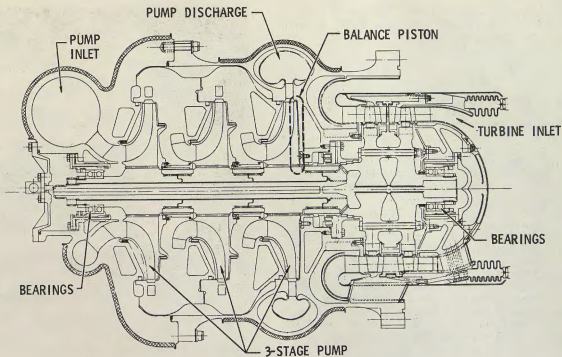 PUMP DISCHARGE
PUMP
INLET
BALANCE PISTON
TURBINE INLET
BEARINGS
BEARINGS
3-STAGE PUMP